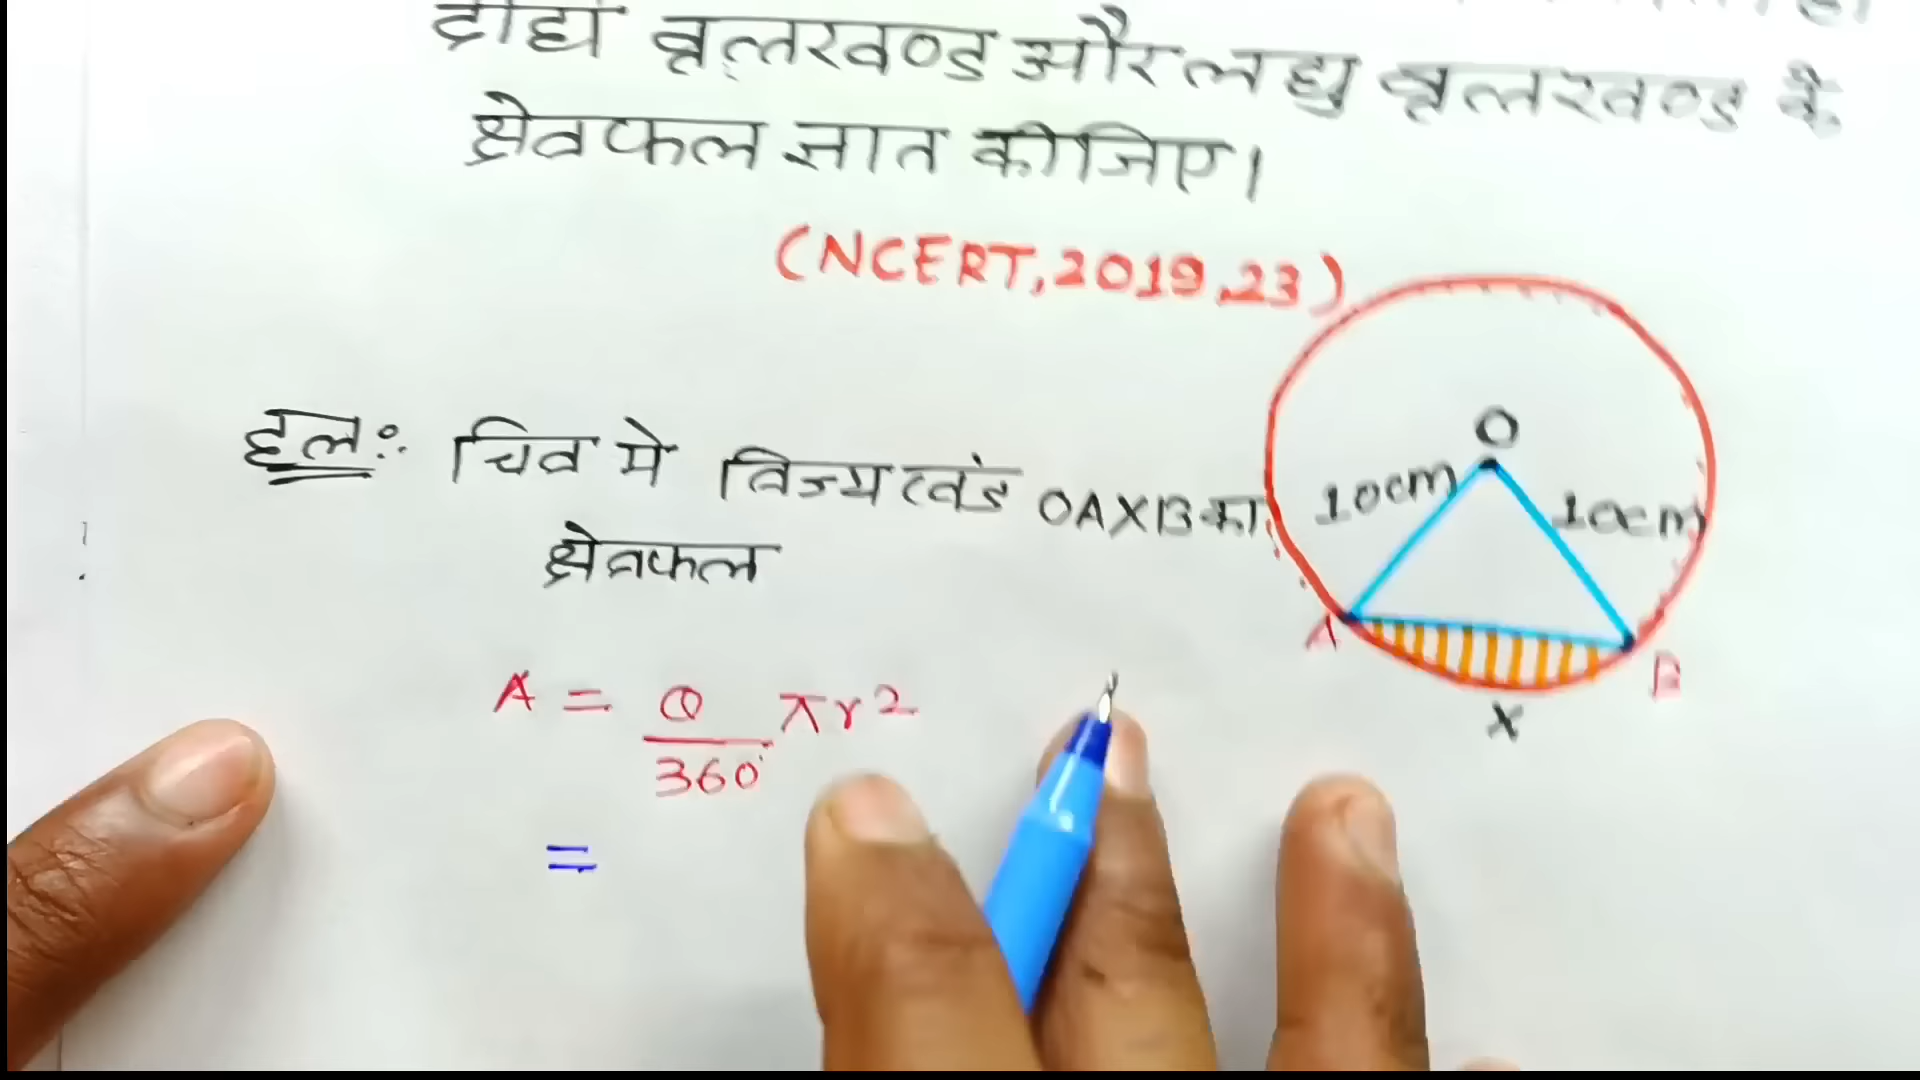 दीर्घ वृत्तखण्ड और लघु वृत्तखण्ड के
क्षेत्रफल ज्ञात कीजिए।
(NCERT, 2019, 23)
O
हल:- चित्र मे त्रिज्यखंड OAXB का
10cm 10cm
क्षेत्रफल
A B
A = θ/360° πr²
X
=